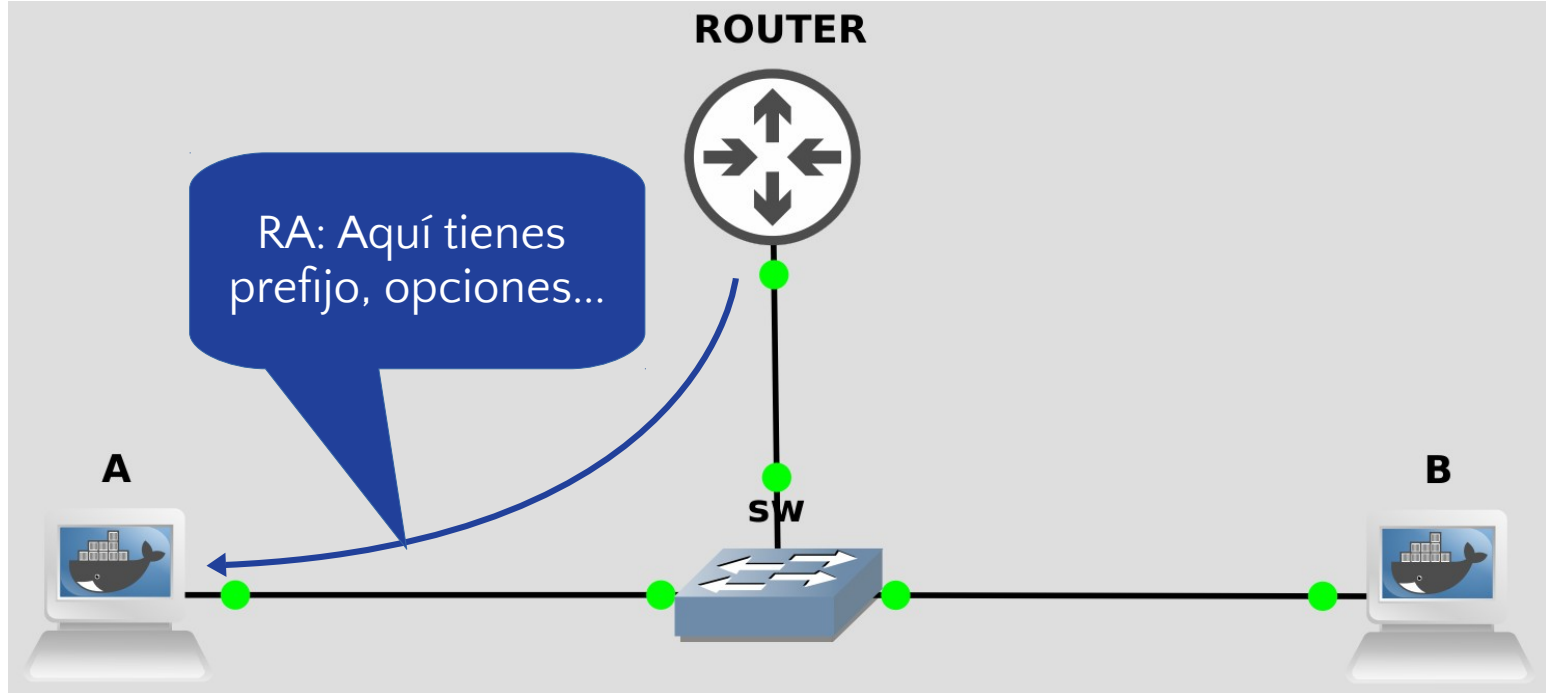 ROUTER
RA: Aquí tienes
prefijo, opciones...
A
B
sw